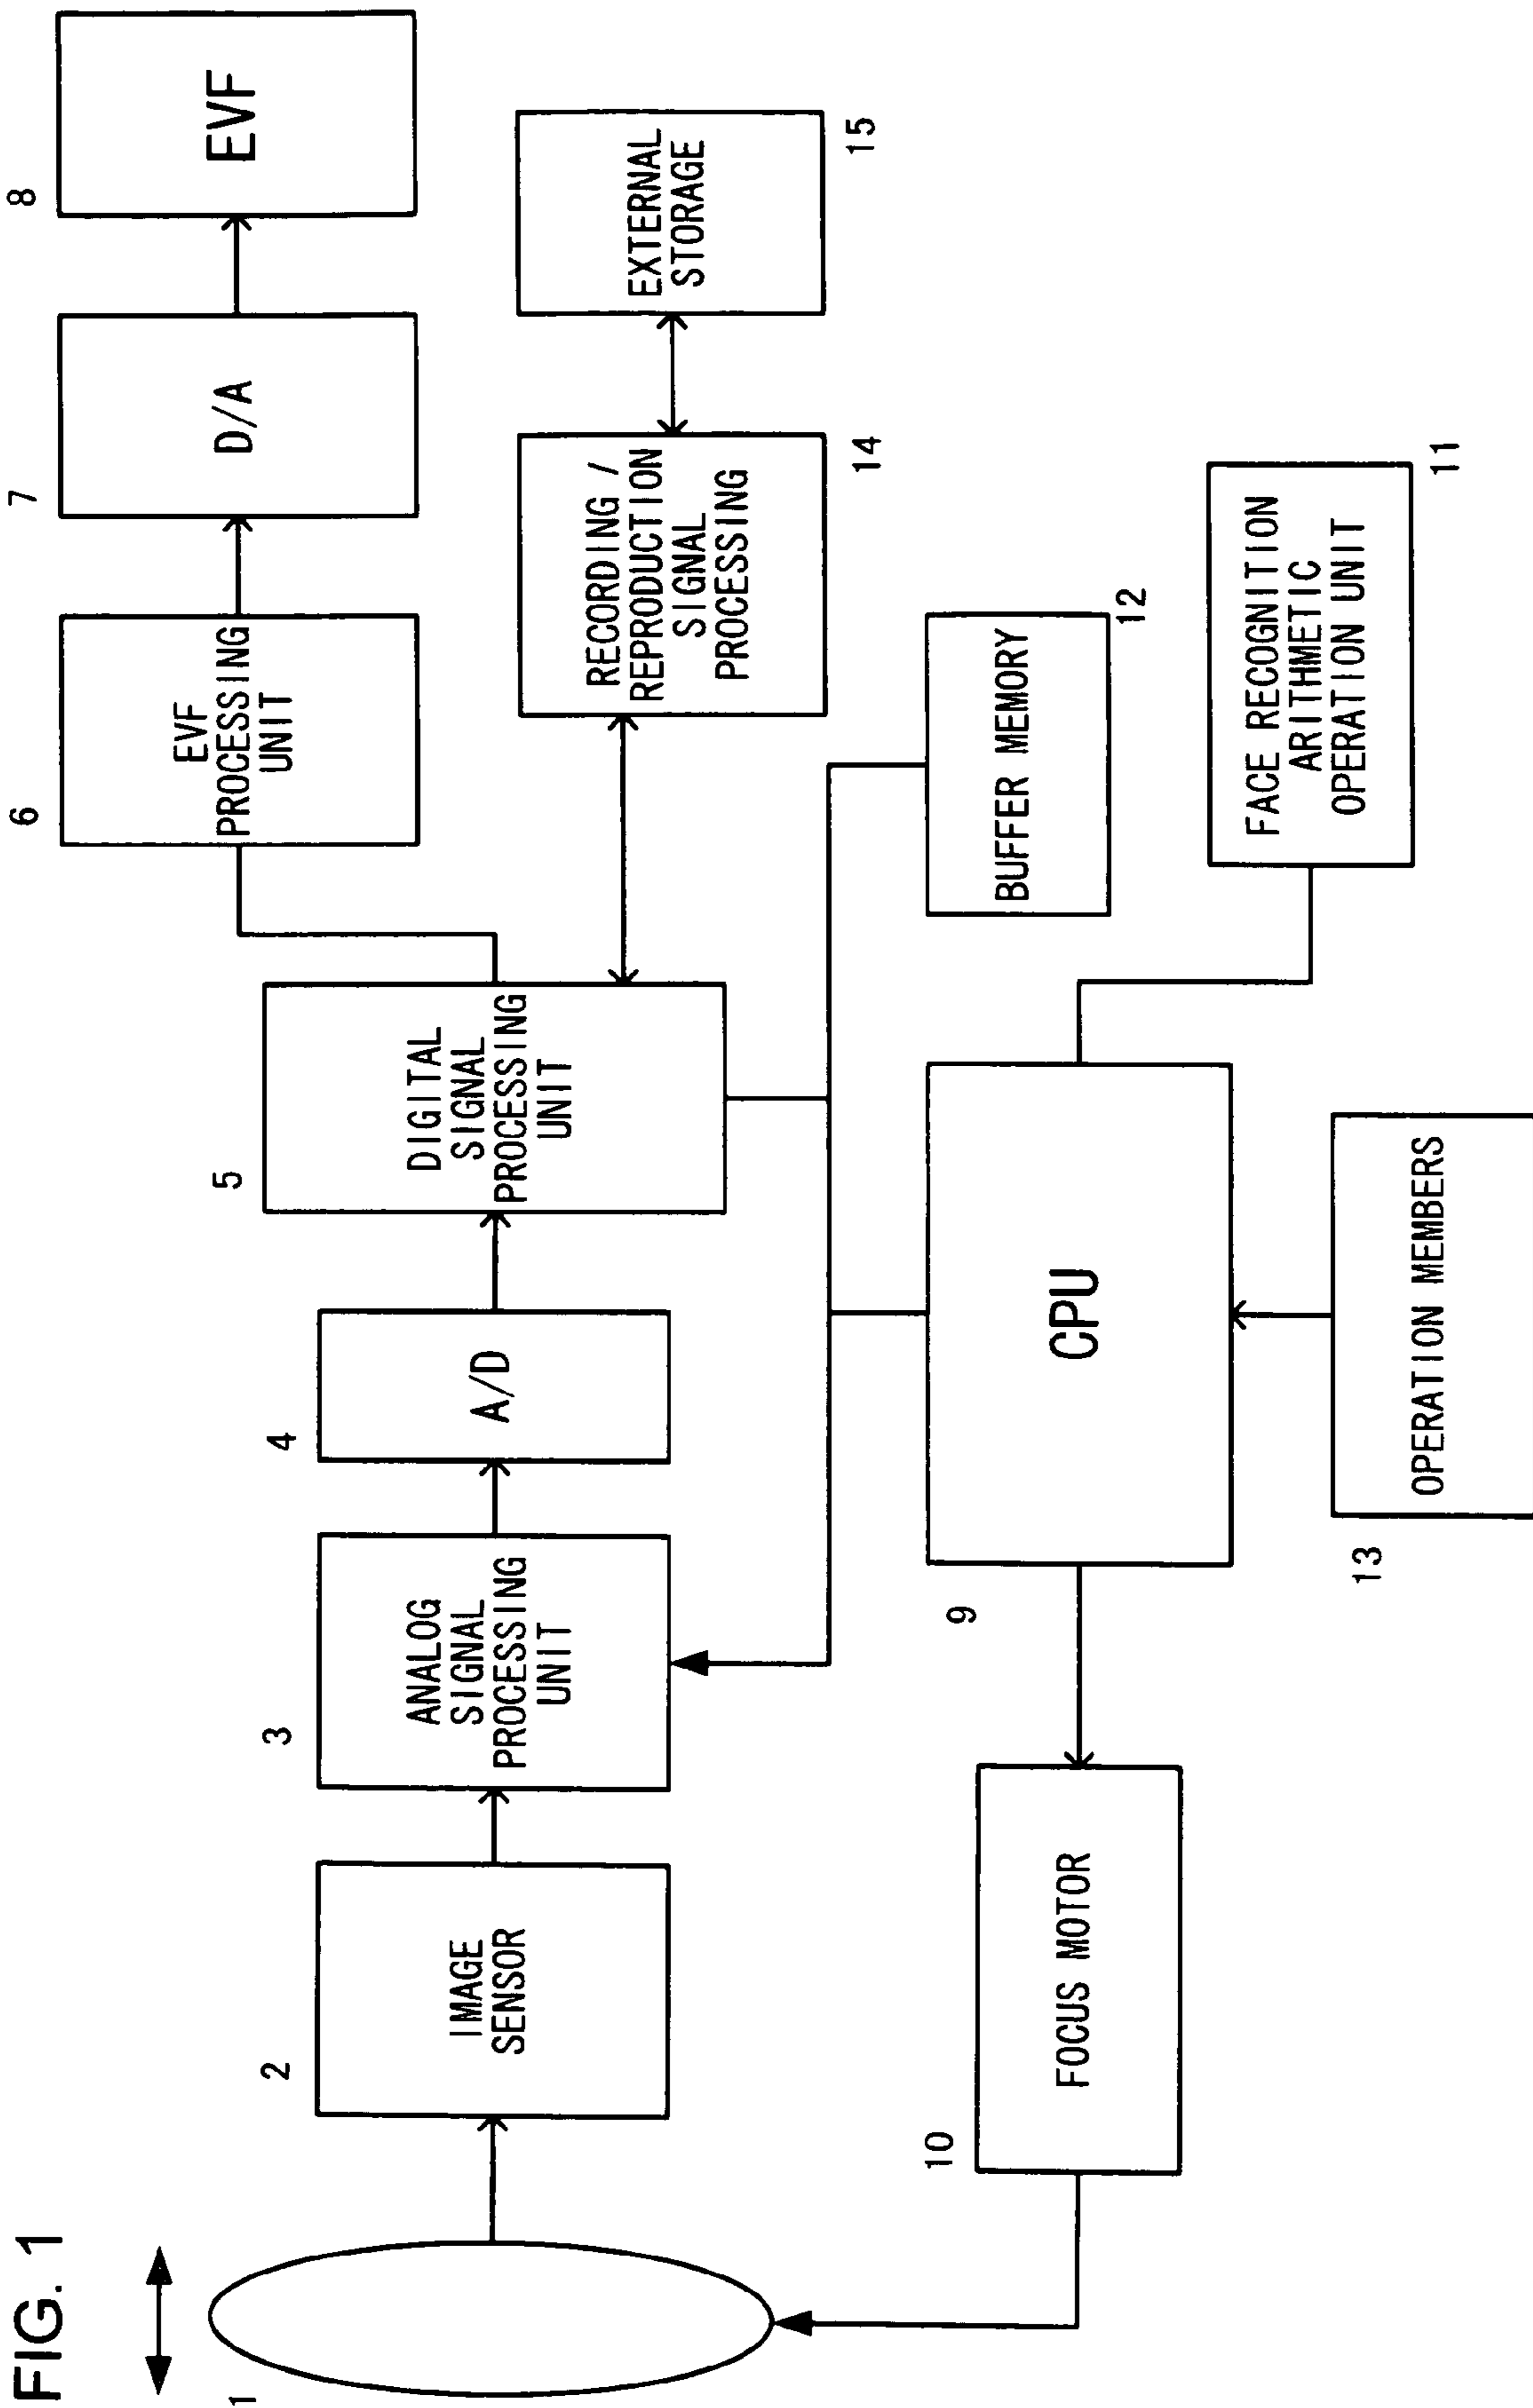 FIG. 1
1
2
IMAGE
SENSOR
3
ANALOG
SIGNAL
PROCESSING
UNIT
4
A/D
5
DIGITAL
SIGNAL
PROCESSING
UNIT
6
EVF
PROCESSING
UNIT
7
D/A
8
EVF
RECORDING /
REPRODUCTION
SIGNAL
PROCESSING
14
EXTERNAL
STORAGE
15
10
FOCUS MOTOR
9
CPU
BUFFER MEMORY
12
FACE RECOGNITION
ARITHMETIC
OPERATION UNIT
11
13
OPERATION MEMBERS